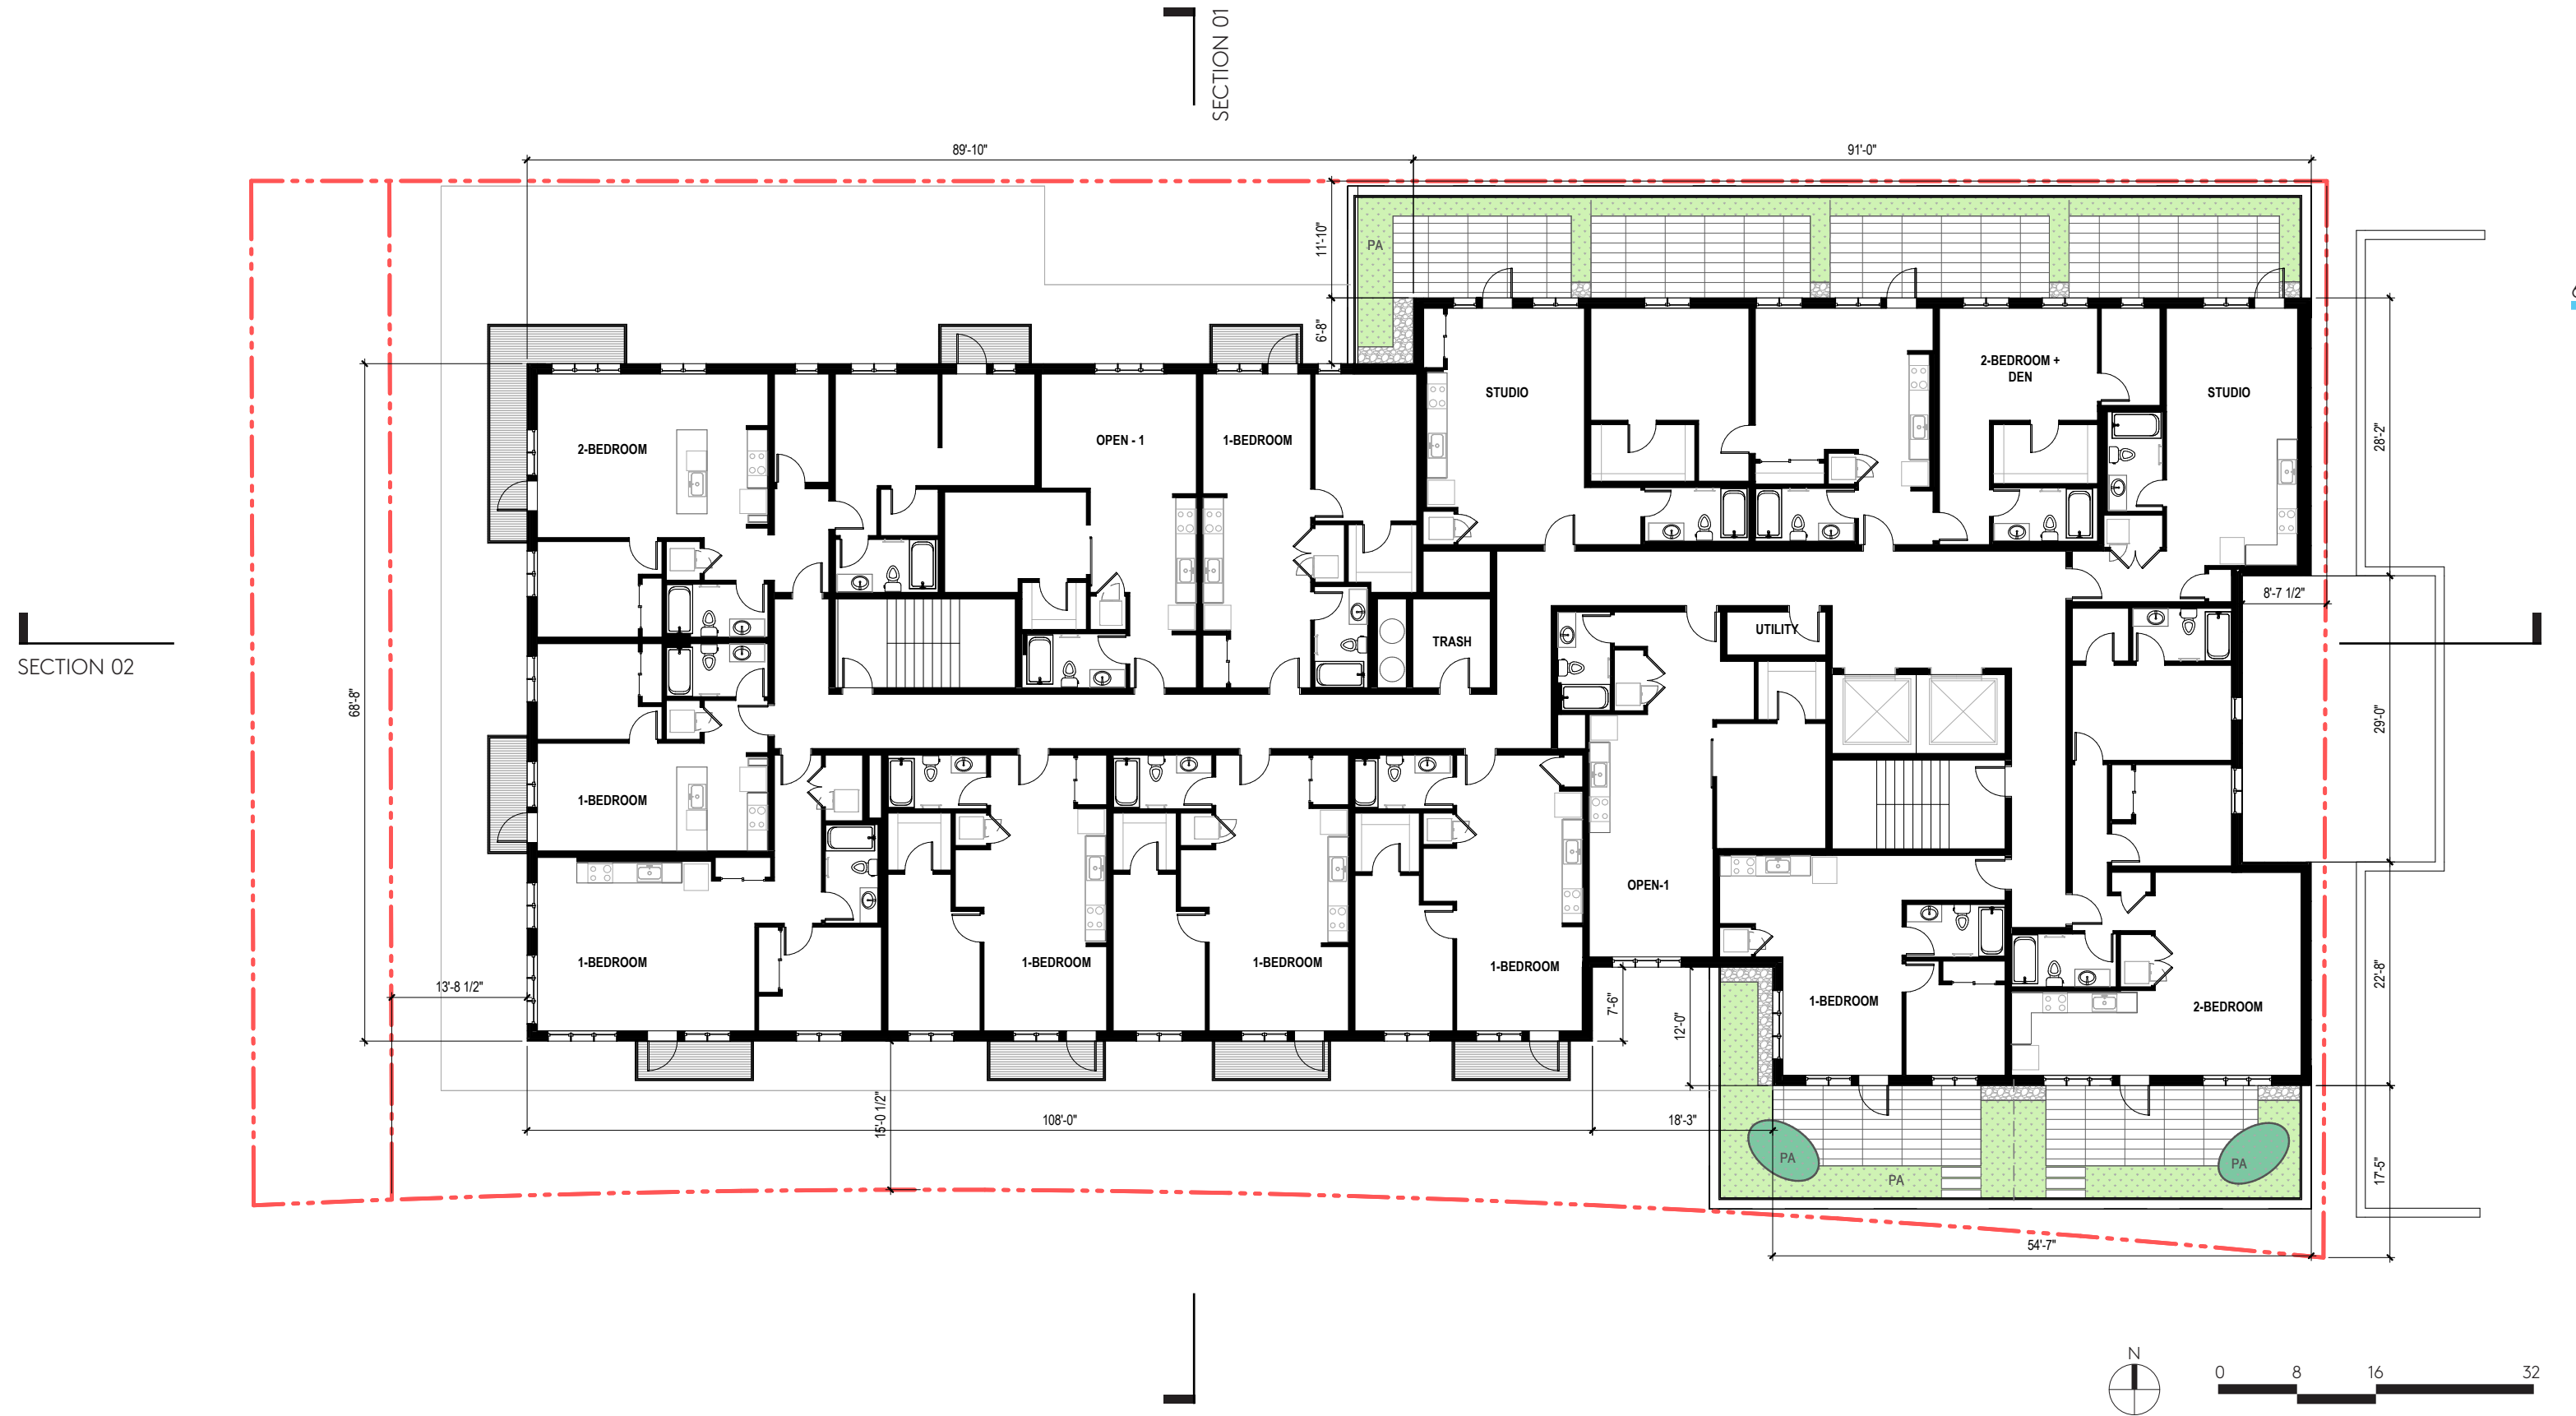 SECTION 01
89'-10"
91'-0"
PA
11'-10"
6'-8"
2-BEDROOM +
DEN
STUDIO
STUDIO
2-BEDROOM
OPEN - 1
1-BEDROOM
28'-2"
8'-7 1/2"
SECTION 02
TRASH
UTILITY
68'-8"
29'-0"
1-BEDROOM
OPEN-1
1-BEDROOM
1-BEDROOM
1-BEDROOM
1-BEDROOM
13'-8 1/2"
7'-6"
12'-0"
1-BEDROOM
2-BEDROOM
22'-8"
15'-0 1/2"
108'-0"
18'-3"
PA
PA
PA
17'-5"
54'-7"
N
0 8 16 32